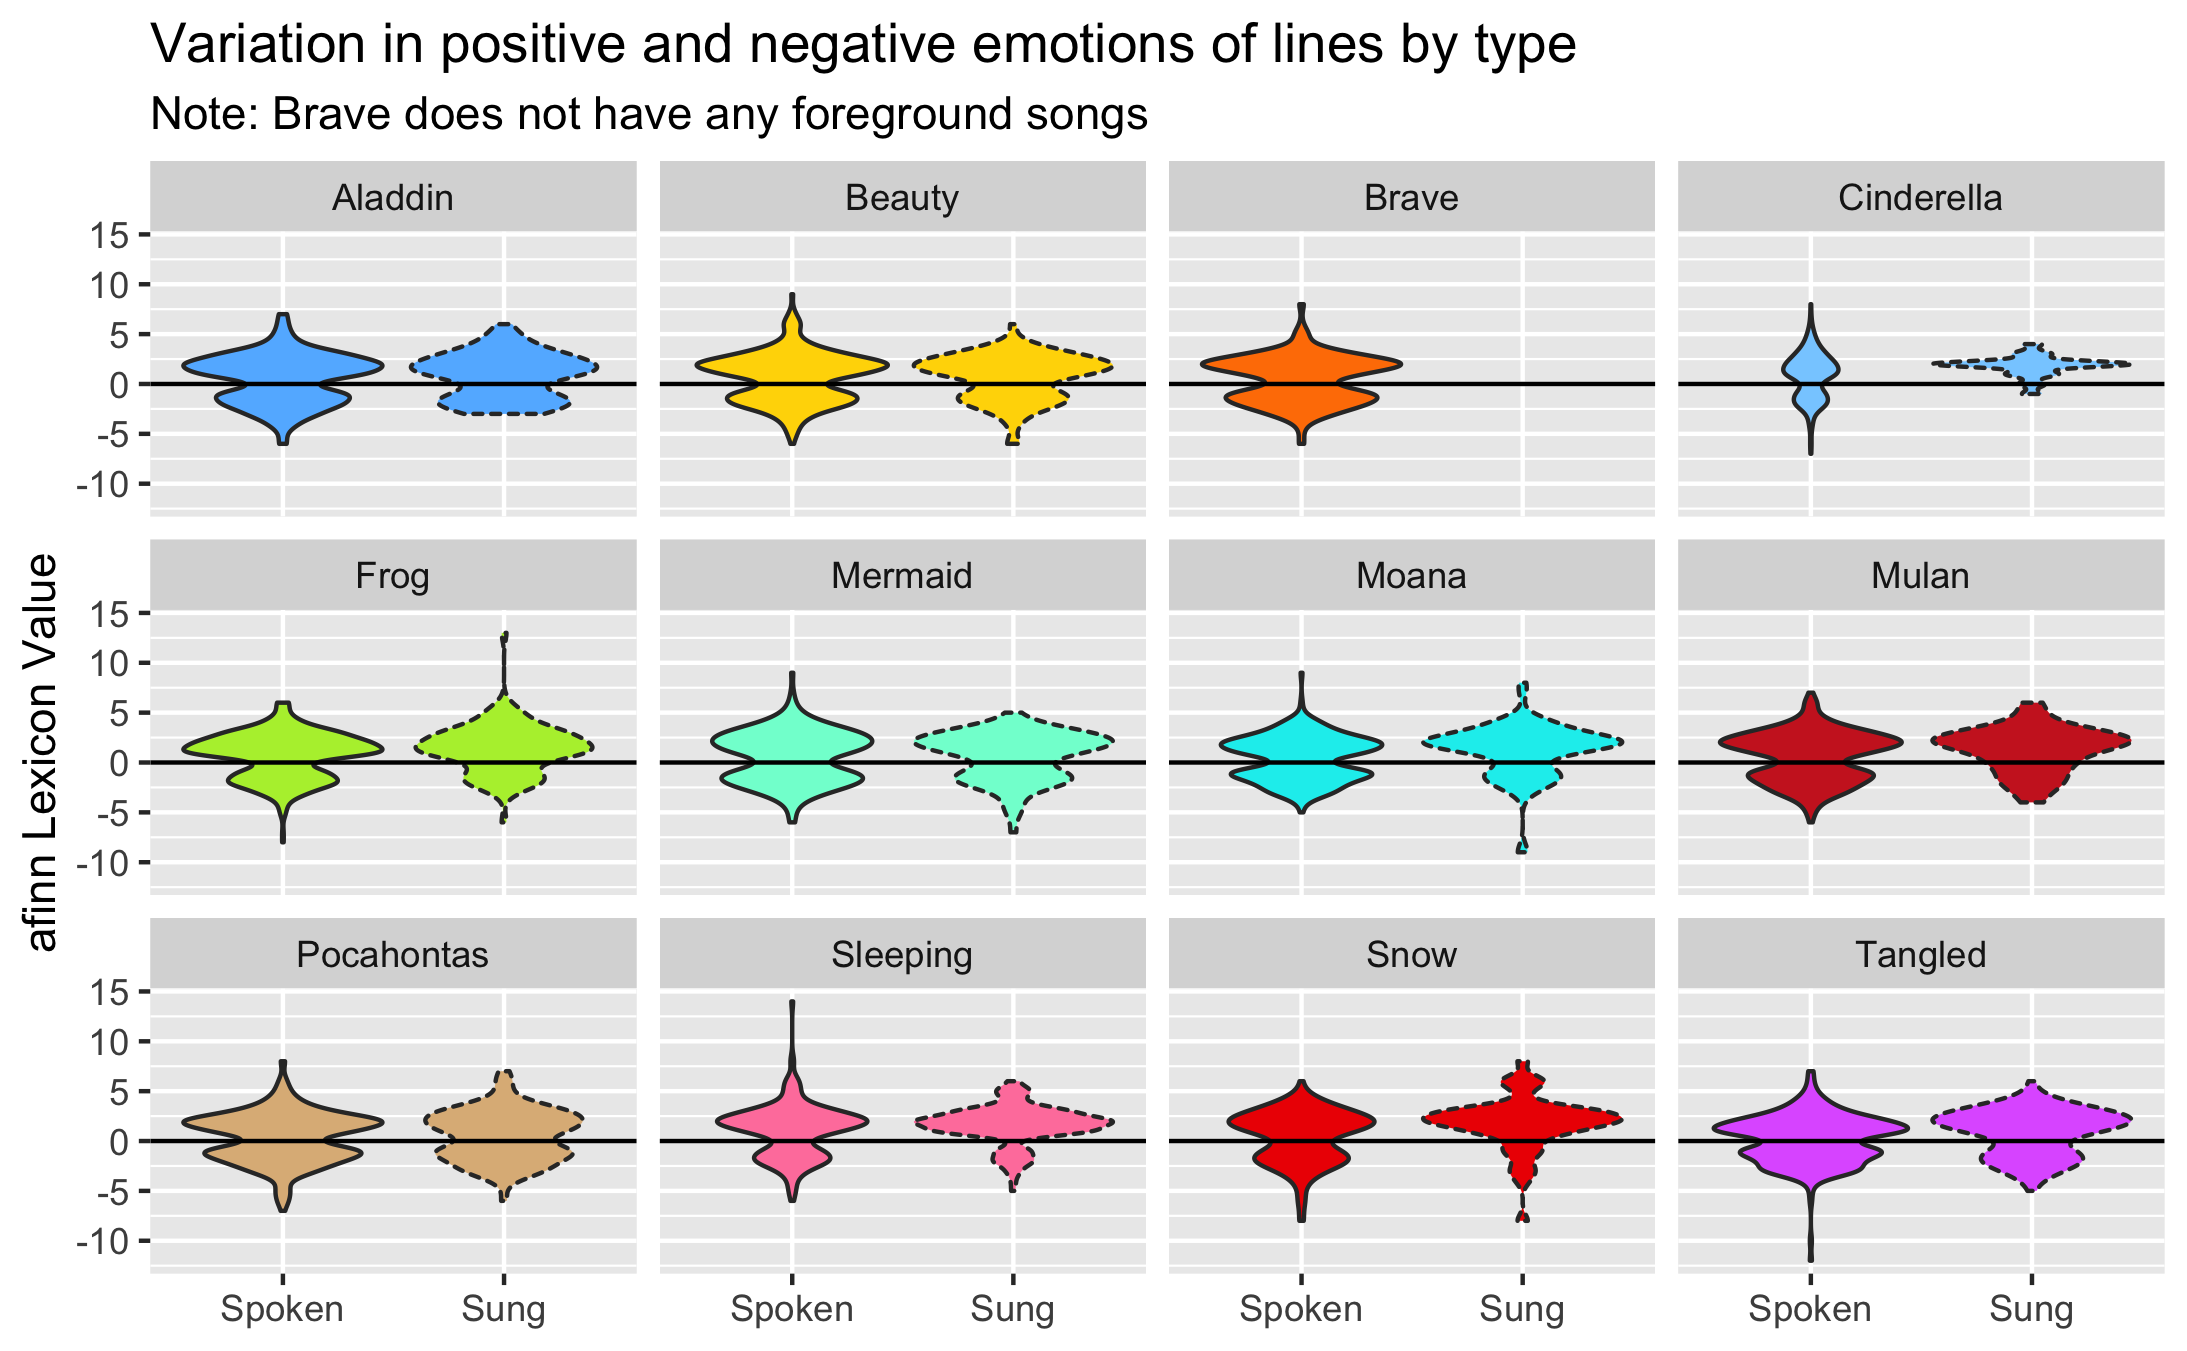 Variation in positive and negative emotions of lines by type
Note: Brave does not have any foreground songs
Aladdin
Beauty
Brave
Cinderella
15
10
5
0
-5
-10
Frog
Mermaid
Moana
Mulan
15
10
5
0
-5
-10
afinn Lexicon Value
Pocahontas
Sleeping
Snow
Tangled
15
10
5
0
-5
-10
Spoken Sung
Spoken Sung
Spoken Sung
Spoken Sung